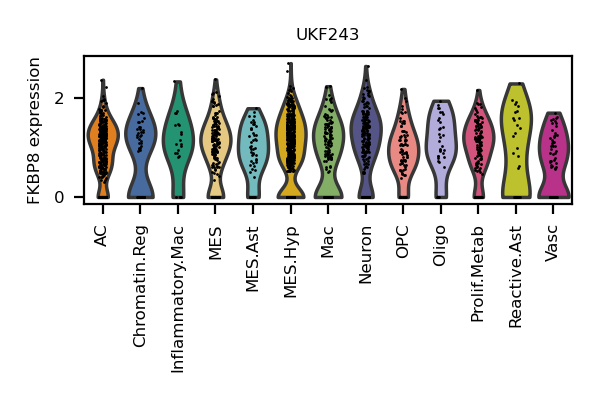 UKF243
FKBP8 expression
2
0
AC
Chromatin.Reg
Inflammatory.Mac
MES
MES.Ast
MES.Hyp
Mac
Neuron
OPC
Oligo
Prolif.Metab
Reactive.Ast
Vasc